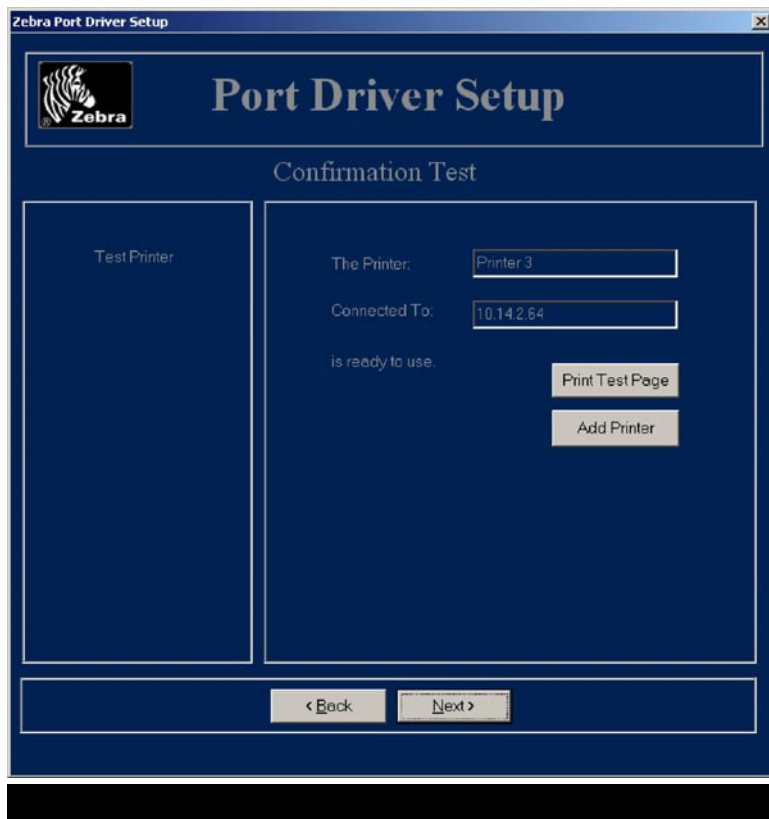 Zebra Port Driver Setup
Zebra
®
Port Driver Setup
Confirmation Test
Test Printer
The Printer: Printer 3
Connected To: 10.14.2.64
is ready to use.
Print Test Page
Add Printer
< Back Next >